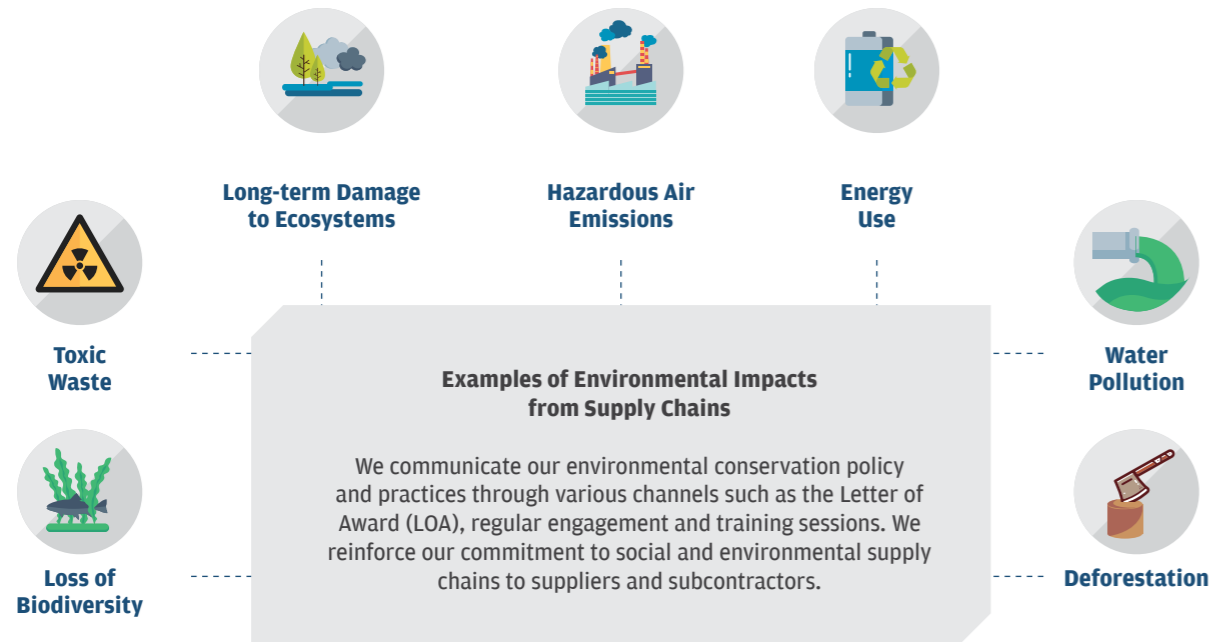 Long-term Damage
to Ecosystems
Hazardous Air
Emissions
Energy
Use
Toxic
Waste
Water
Pollution
Loss of
Biodiversity
Deforestation
Examples of Environmental Impacts
from Supply Chains
We communicate our environmental conservation policy
and practices through various channels such as the Letter of
Award (LOA), regular engagement and training sessions. We
reinforce our commitment to social and environmental supply
chains to suppliers and subcontractors.